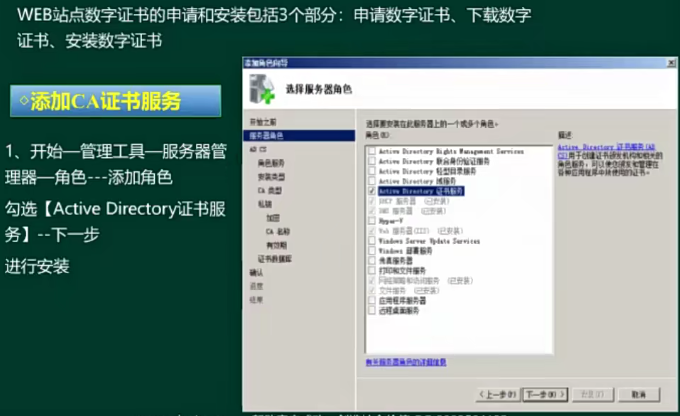 WEB站点数字证书的申请和安装包括3个部分：申请数字证书、下载数字
证书、安装数字证书
添加CA证书服务
1、开始—管理工具—服务器管
理器—角色---添加角色
勾选【Active Directory证书服
务】--下一步
进行安装
添加角色向导
选择服务器角色
开始之前
服务器角色
AD CS
角色服务
安装类型
CA 类型
私钥
加密
CA 名称
有效期
证书数据库
确认
进度
结果
选择要安装在此服务器上的一个或多个角色。
角色(R):
Active Directory Rights Management Services
Active Directory 联合身份验证服务
Active Directory 轻型目录服务
Active Directory 域服务
Active Directory 证书服务
DHCP 服务器 (已安装)
DNS 服务器 (已安装)
Hyper-V
Web 服务器(IIS) (已安装)
Windows Server Update Services
Windows 部署服务
传真服务器
打印和文件服务
网络策略和访问服务 (已安装)
文件服务 (已安装)
应用程序服务器
远程桌面服务
有关服务器角色的详细信息
描述
Active Directory 证书服务(AD
CS)用于创建证书颁发机构和相关的
角色服务，可以使您颁发和管理在
各种应用程序中所使用的证书。
<上一步(P)
下一步(N)>
安装(I)
取消